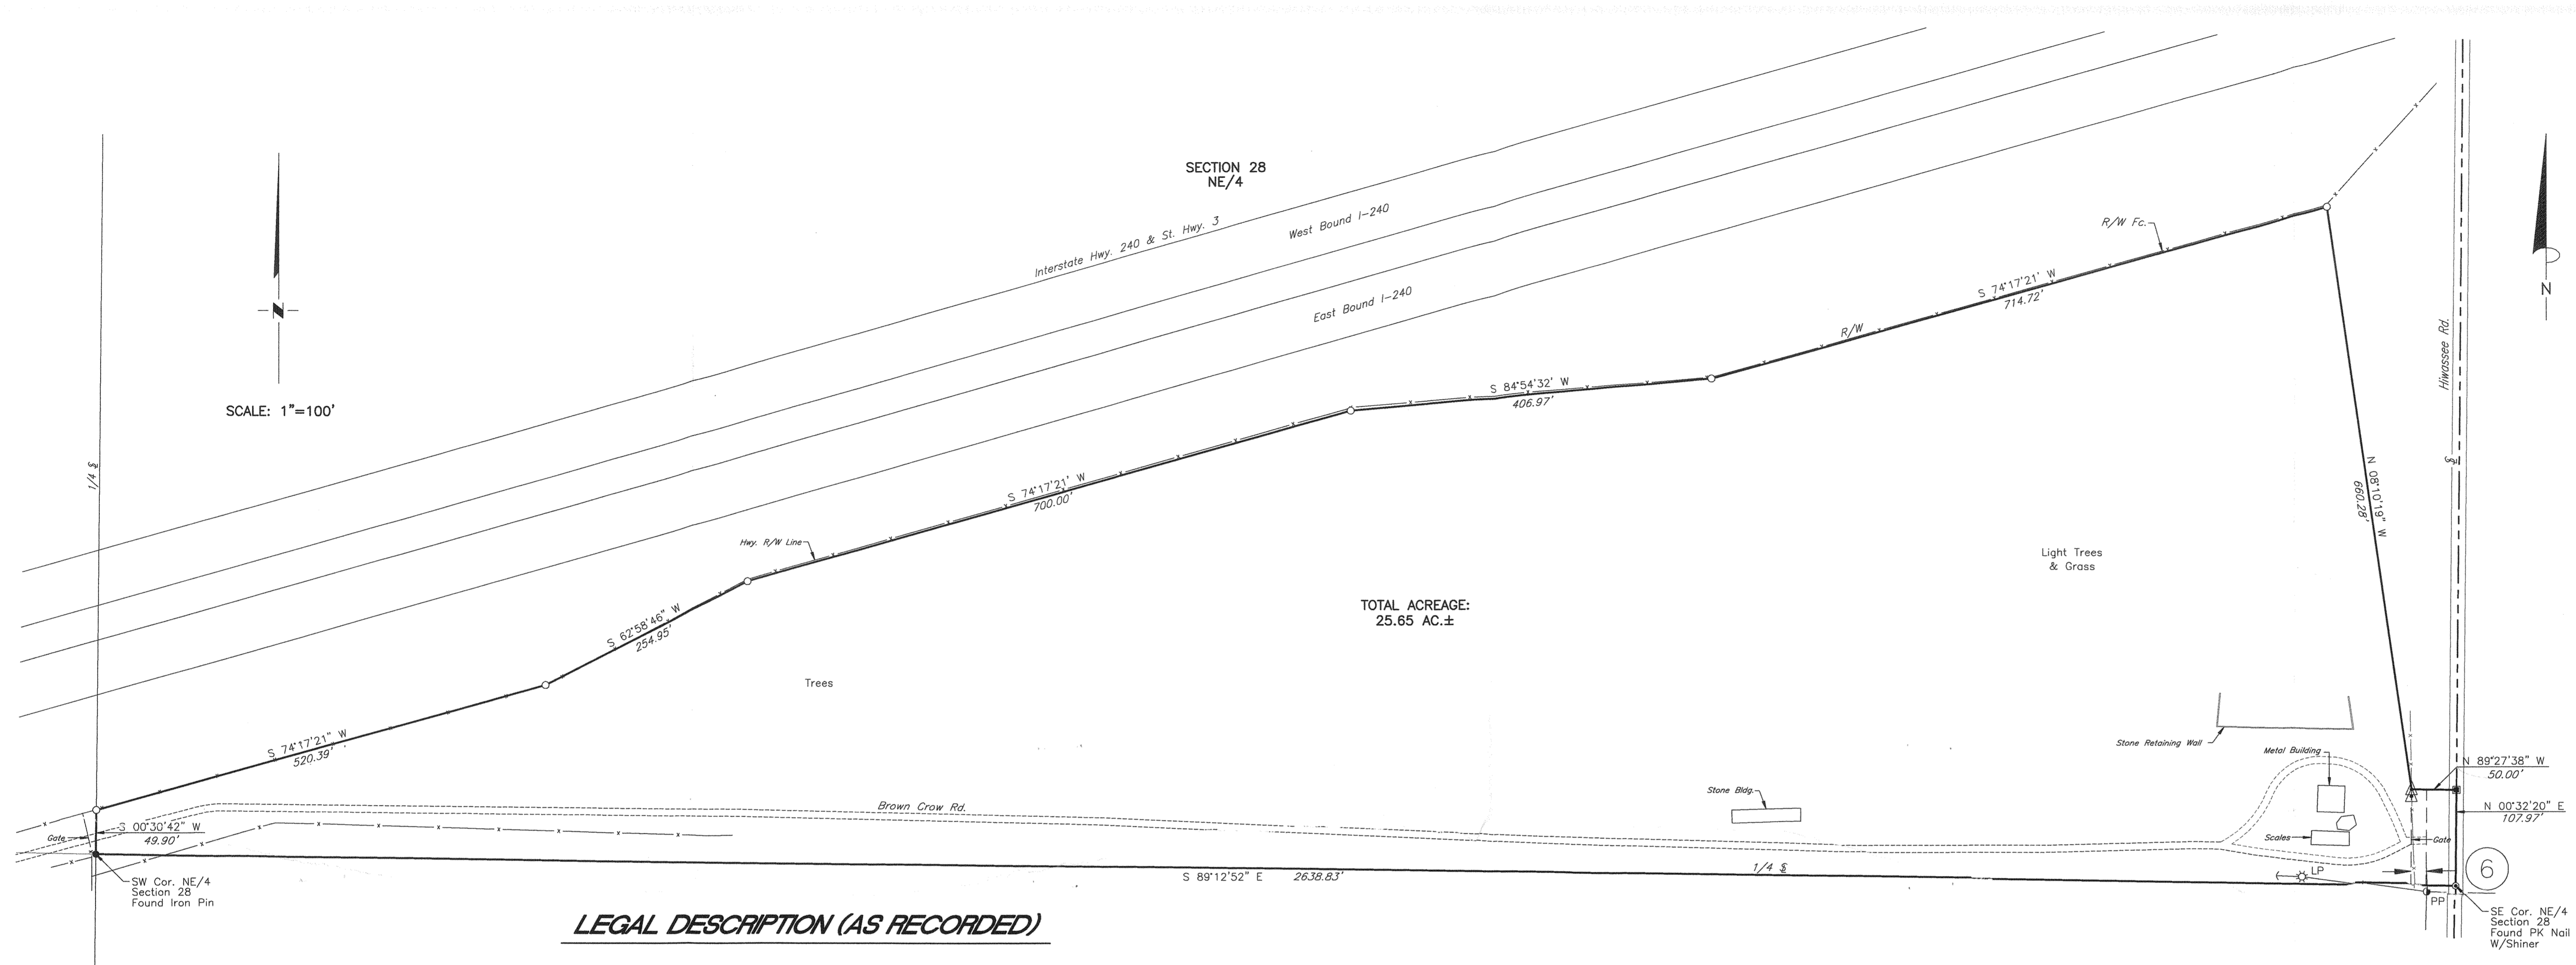 SECTION 28
NE/4
Interstate Hwy. 240 & St. Hwy. 3
West Bound I-240
East Bound I-240
N
SCALE: 1"=100'
1/4 ℄
R/W Fc.
S 74°17'21' W
714.72'
R/W
S 84°54'32' W
406.97'
S 74°17'21' W
700.00'
Hwy. R/W Line
S 62°58'46" W
254.95'
S 74°17'21" W
520.39'
N
Hiwassee Rd.
℄
N 08°10'19" W
660.28'
Light Trees
& Grass
TOTAL ACREAGE:
25.65 AC.±
Trees
Stone Retaining Wall
Metal Building
N 89°27'38" W
50.00'
Stone Bldg.
Brown Crow Rd.
N 00°32'20" E
107.97'
Gate
S 00°30'42" W
49.90'
Scales
Gate
SW Cor. NE/4
Section 28
Found Iron Pin
S 89°12'52" E 2638.83'
1/4 ℄
LP
6
PP
SE Cor. NE/4
Section 28
Found PK Nail
W/Shiner
LEGAL DESCRIPTION (AS RECORDED)